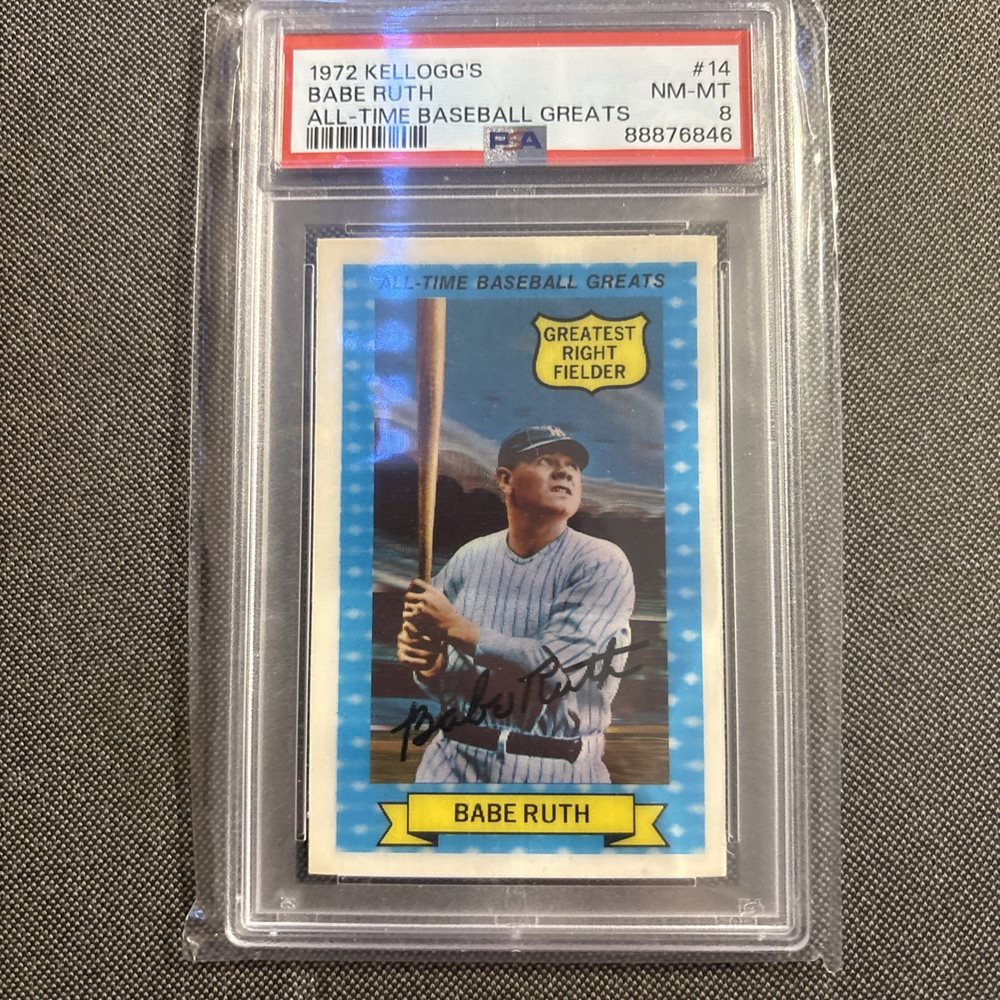 1972 KELLOGG'S #14
BABE RUTH NM-MT
ALL-TIME BASEBALL GREATS 8
PSA 88876846
ALL-TIME BASEBALL GREATS
GREATEST
RIGHT
FIELDER
Babe Ruth
BABE RUTH